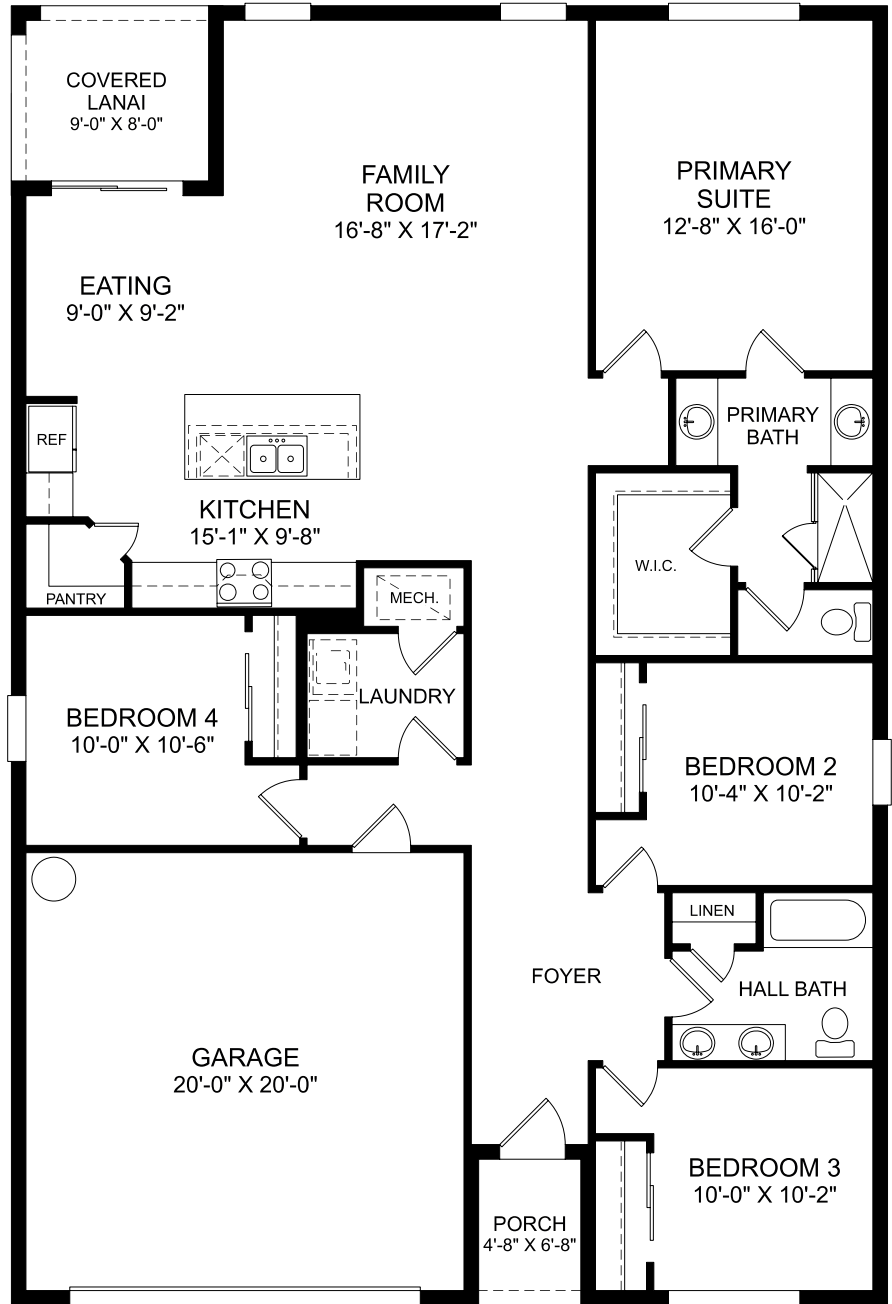 COVERED
LANAI
9'-0" X 8'-0"
FAMILY
ROOM
16'-8" X 17'-2"
PRIMARY
SUITE
12'-8" X 16'-0"
EATING
9'-0" X 9'-2"
REF
PRIMARY
BATH
KITCHEN
15'-1" X 9'-8"
W.I.C.
PANTRY
MECH.
LAUNDRY
BEDROOM 4
10'-0" X 10'-6"
BEDROOM 2
10'-4" X 10'-2"
LINEN
FOYER
HALL BATH
GARAGE
20'-0" X 20'-0"
BEDROOM 3
10'-0" X 10'-2"
PORCH
4'-8" X 6'-8"